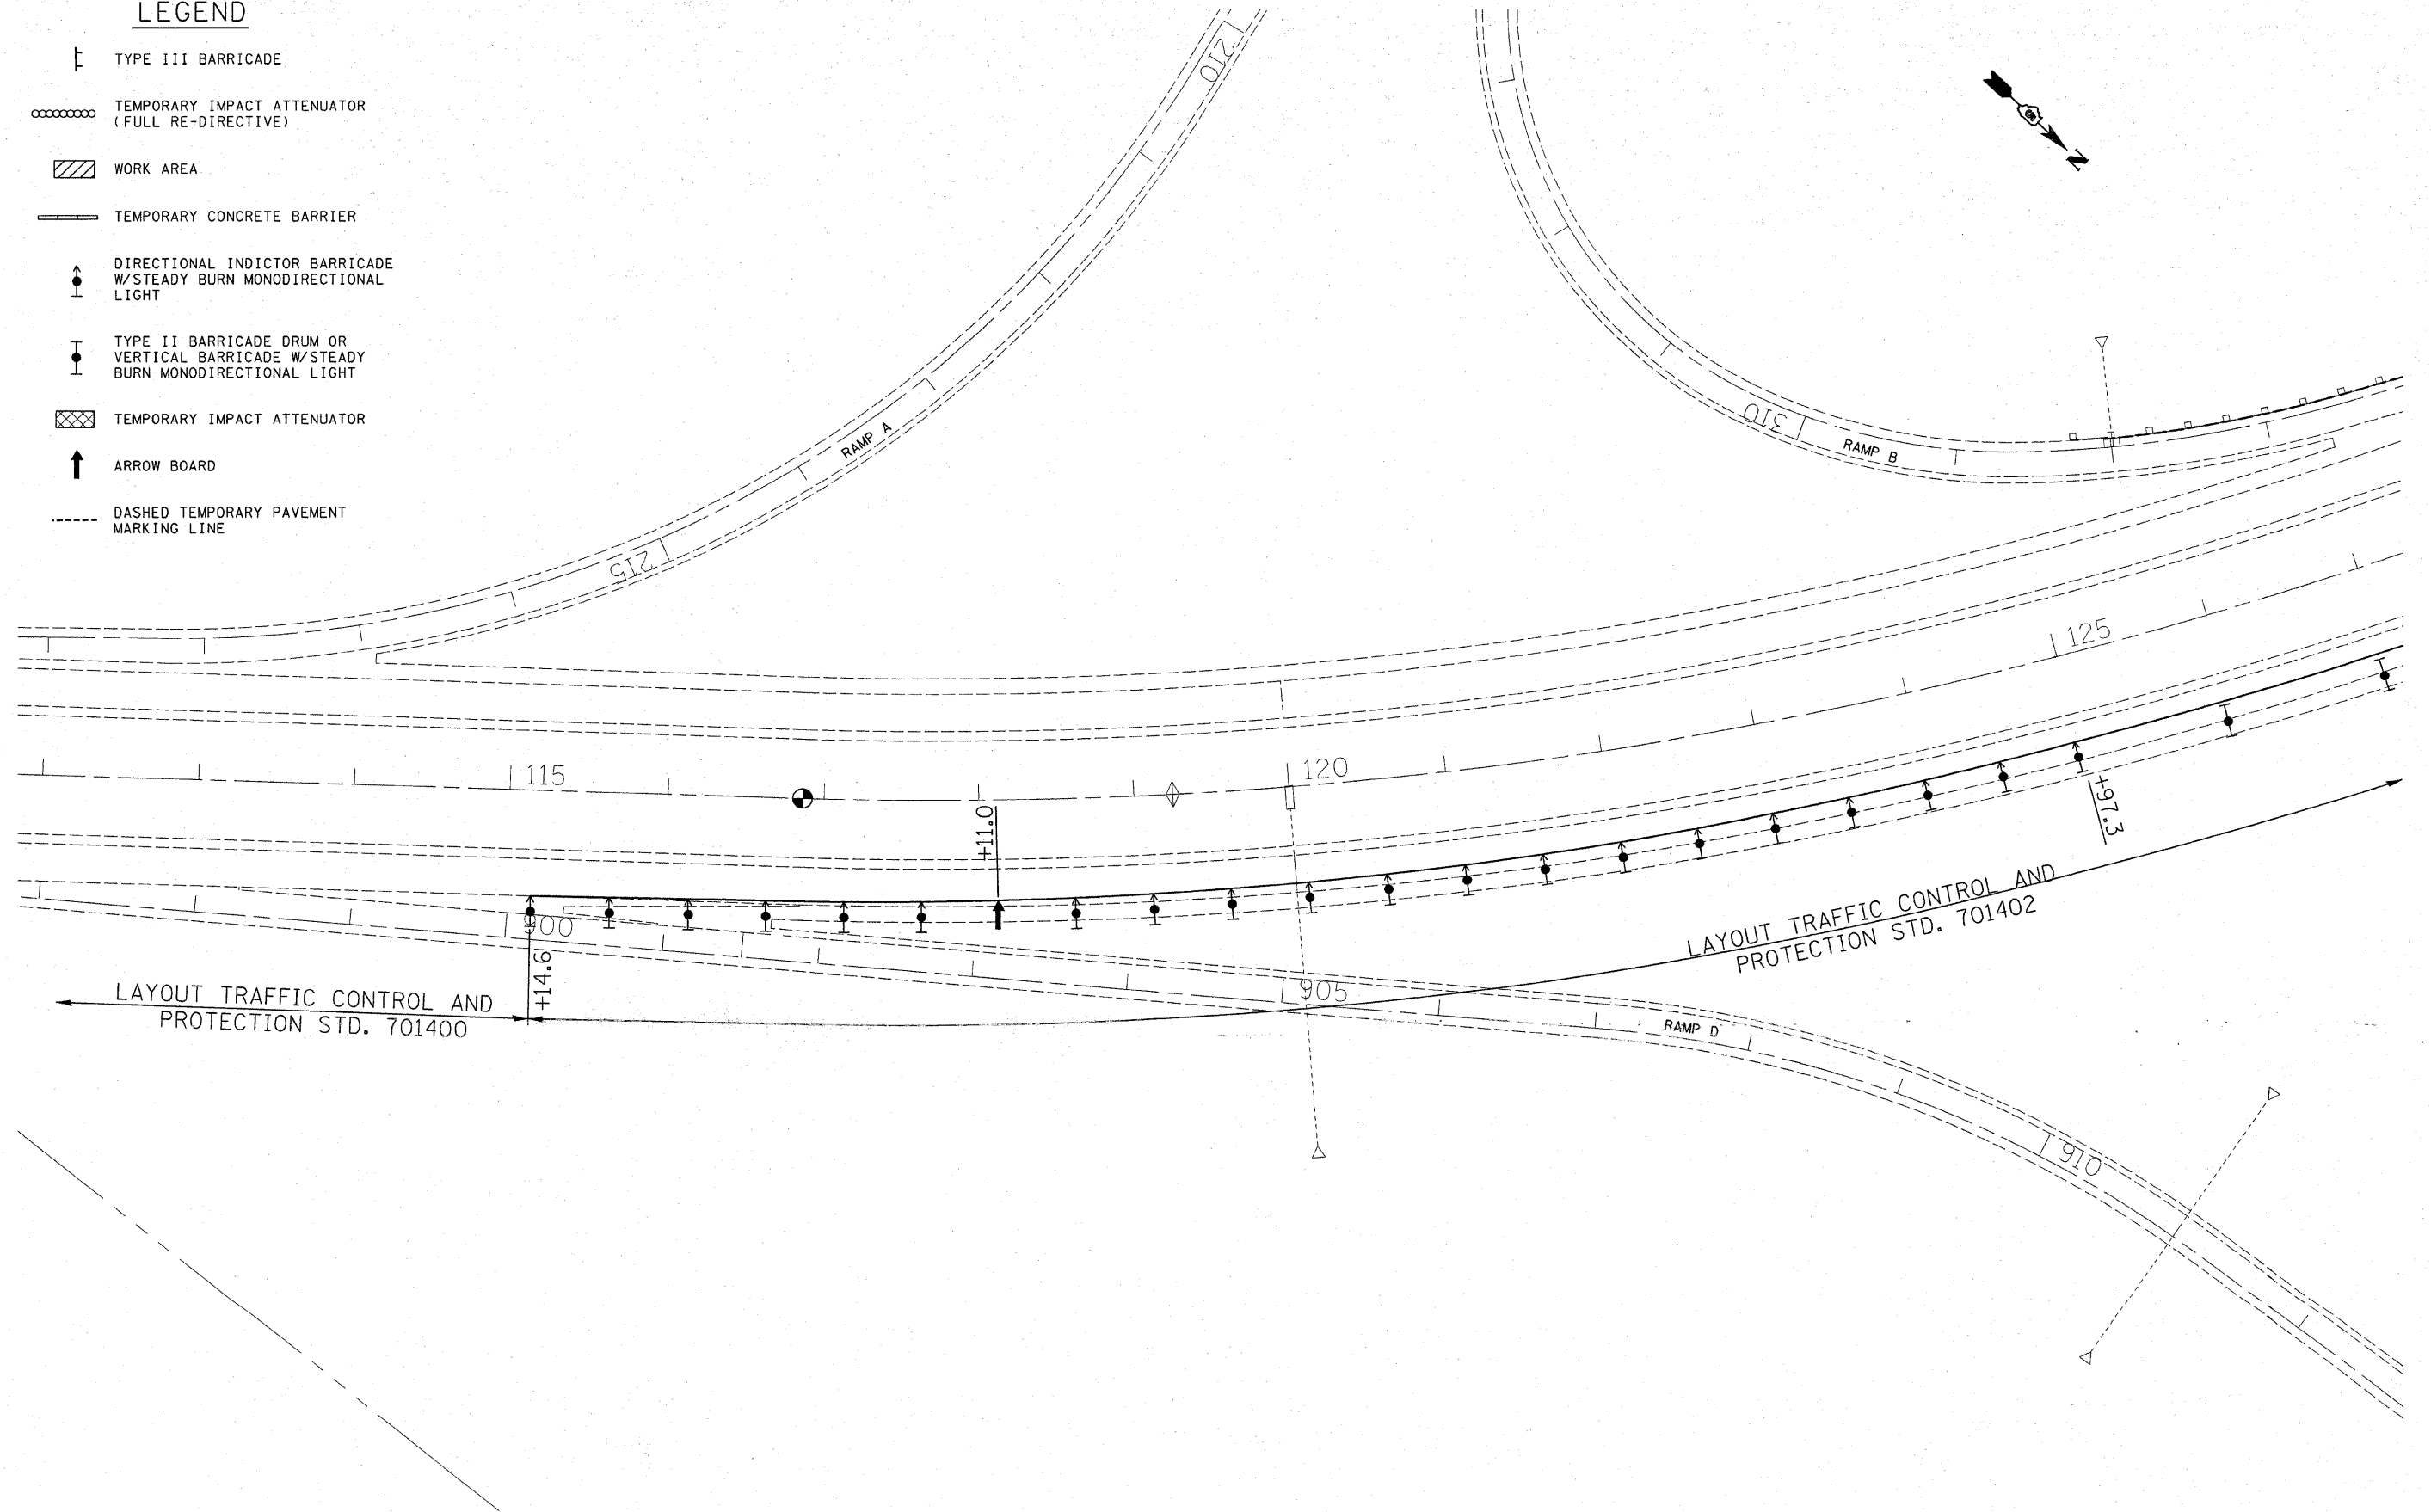 LEGEND
TYPE III BARRICADE
TEMPORARY IMPACT ATTENUATOR
(FULL RE-DIRECTIVE)
WORK AREA
TEMPORARY CONCRETE BARRIER
DIRECTIONAL INDICTOR BARRICADE
W/STEADY BURN MONODIRECTIONAL
LIGHT
TYPE II BARRICADE DRUM OR
VERTICAL BARRICADE W/STEADY
BURN MONODIRECTIONAL LIGHT
TEMPORARY IMPACT ATTENUATOR
ARROW BOARD
DASHED TEMPORARY PAVEMENT
MARKING LINE
210
N
RAMP A
310
RAMP B
215
125
115
120
+11.0
+97.3
900
+14.6
LAYOUT TRAFFIC CONTROL AND
PROTECTION STD. 701402
LAYOUT TRAFFIC CONTROL AND
PROTECTION STD. 701400
905
RAMP D
910